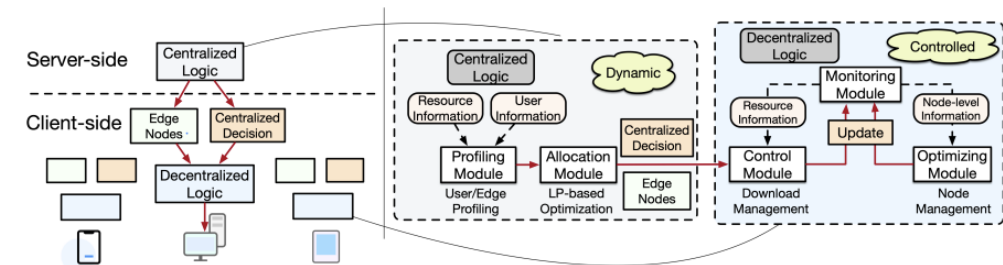 Server-side
Centralized
Logic
Client-side
Edge
Nodes
Centralized
Decision
Decentralized
Logic
Centralized
Logic
Dynamic
Resource
Information
User
Information
Profiling
Module
User/Edge
Profiling
Allocation
Module
LP-based
Optimization
Centralized
Decision
Edge
Nodes
Decentralized
Logic
Controlled
Monitoring
Module
Resource
Information
Node-level
Information
Update
Control
Module
Download
Management
Optimizing
Module
Node
Management